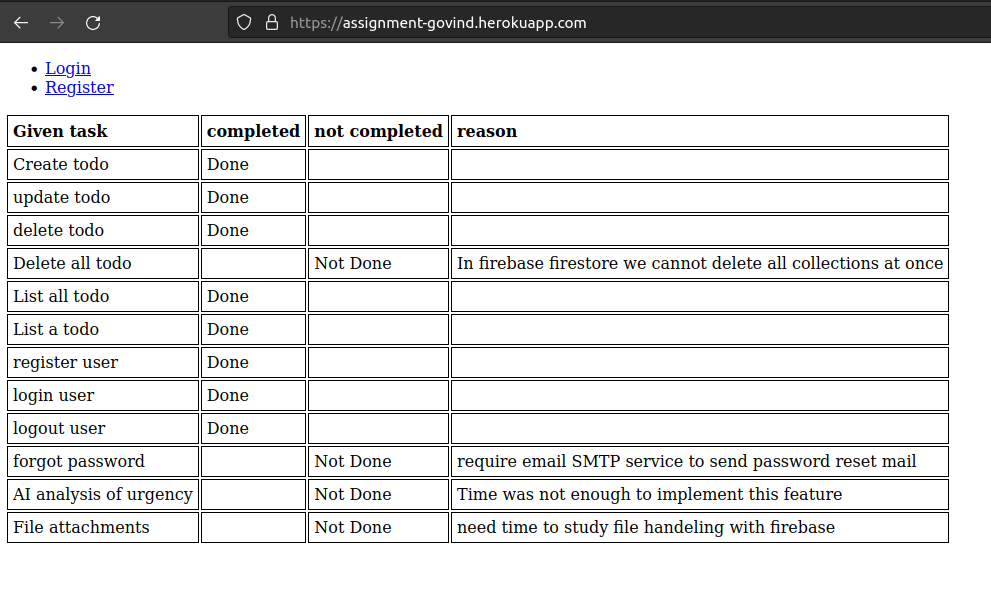 https://assignment-govind.herokuapp.com
Login
Register
Given task completed not completed reason
Create todo Done
update todo Done
delete todo Done
Delete all todo Not Done In firebase firestore we cannot delete all collections at once
List all todo Done
List a todo Done
register user Done
login user Done
logout user Done
forgot password Not Done require email SMTP service to send password reset mail
AI analysis of urgency Not Done Time was not enough to implement this feature
File attachments Not Done need time to study file handeling with firebase